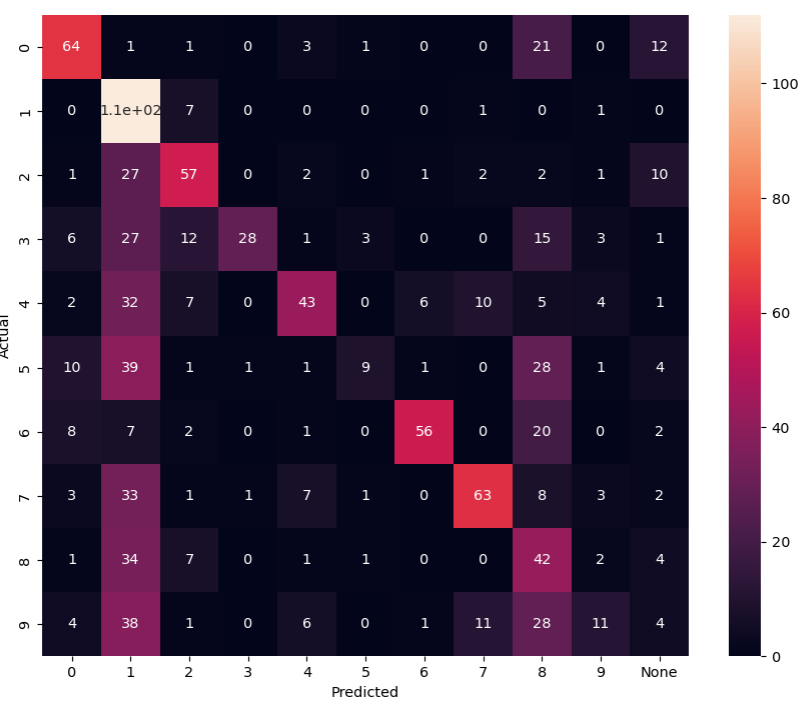 0 64 1 1 0 3 1 0 0 21 0 12
1 0 1.1e+02 7 0 0 0 0 1 0 1 0
2 1 27 57 0 2 0 1 2 2 1 10
3 6 27 12 28 1 3 0 0 15 3 1
4 2 32 7 0 43 0 6 10 5 4 1
5 10 39 1 1 1 9 1 0 28 1 4
6 8 7 2 0 1 0 56 0 20 0 2
7 3 33 1 1 7 1 0 63 8 3 2
8 1 34 7 0 1 1 0 0 42 2 4
9 4 38 1 0 6 0 1 11 28 11 4
0 1 2 3 4 5 6 7 8 9 None
Predicted
Actual
100
80
60
40
20
0